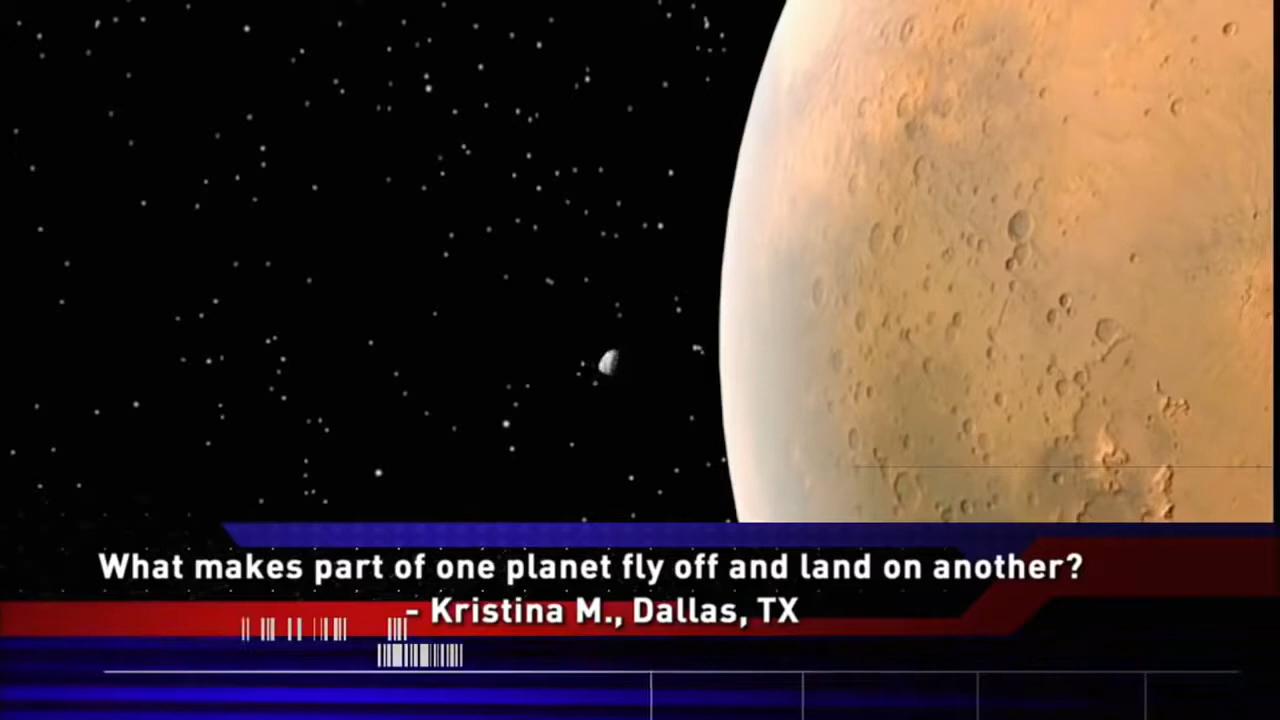 What makes part of one planet fly off and land on another?
- Kristina M., Dallas, TX